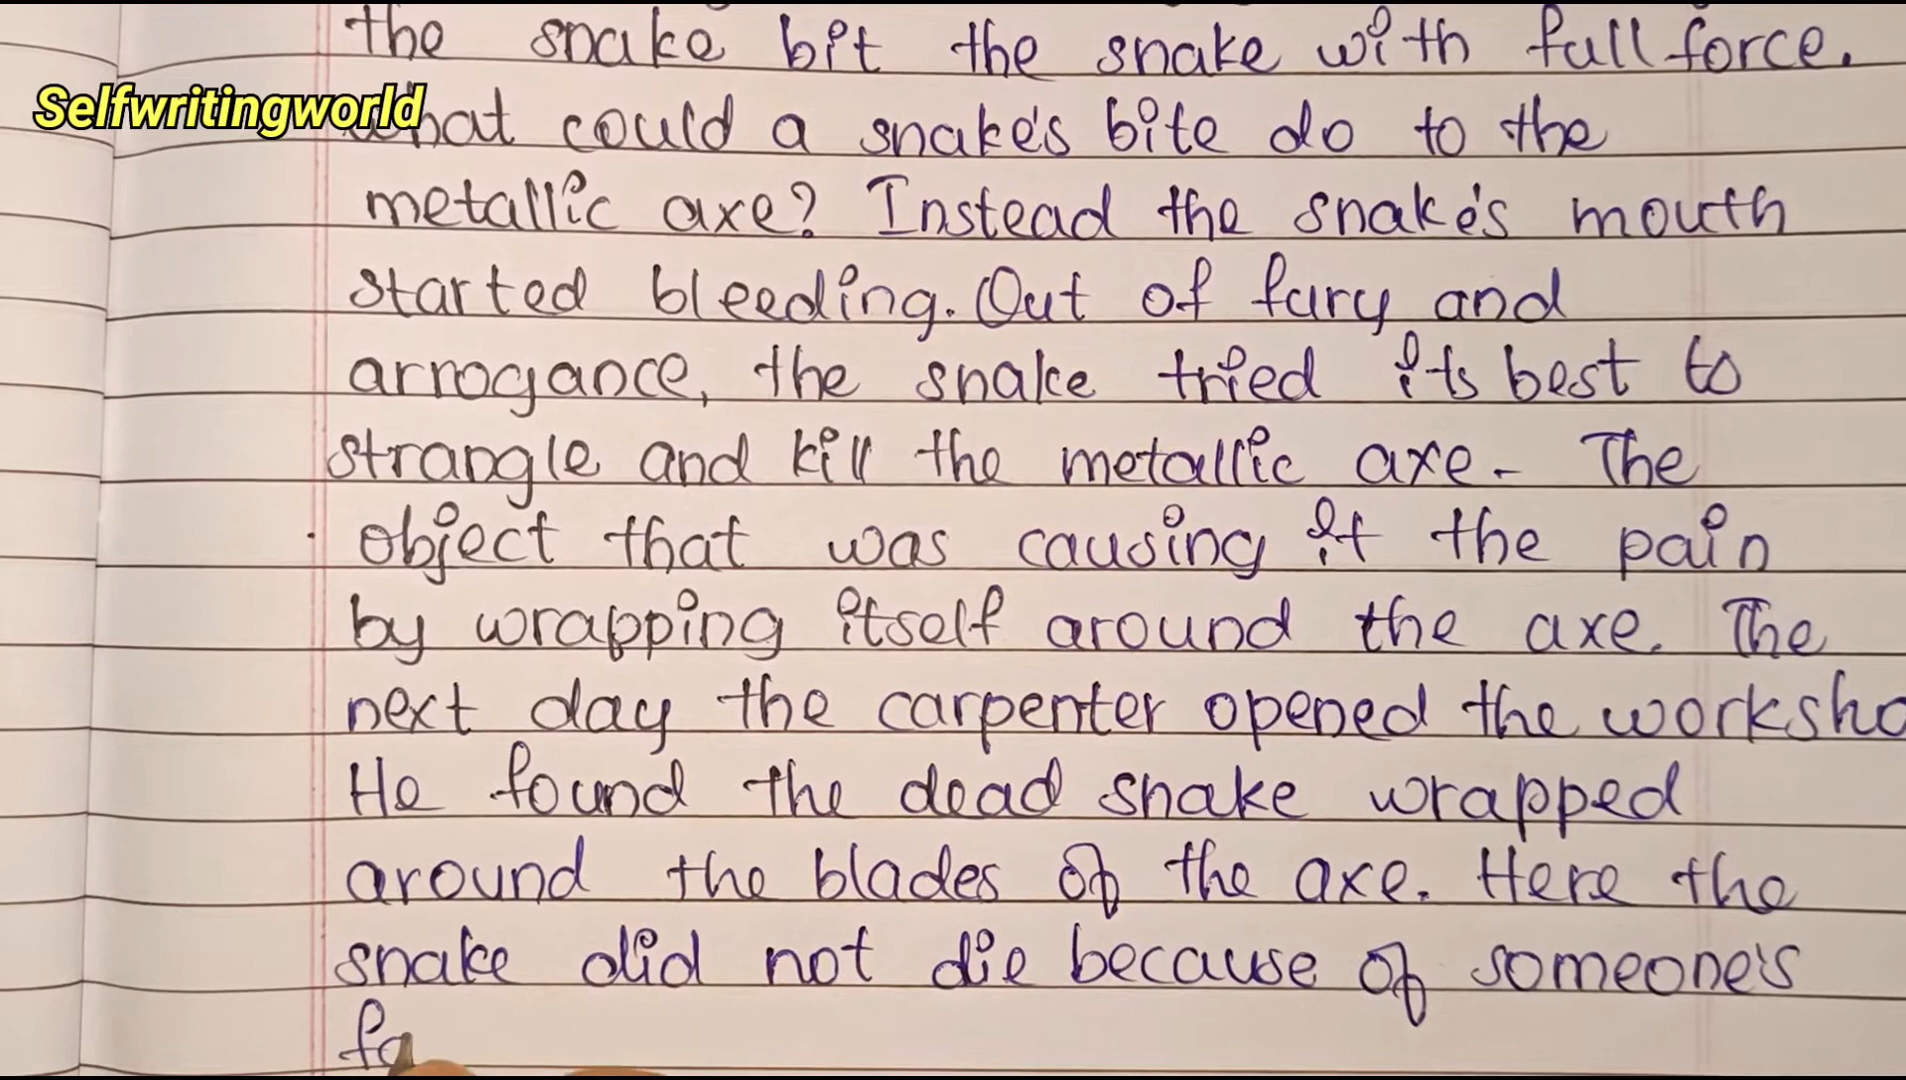 the snake bit the snake with full force.
Selfwritingworld
What could a snake's bite do to the
metallic axe? Instead the snake's mouth
started bleeding. Out of fury and
arrogance, the snake tried its best to
strangle and kill the metallic axe. The
object that was causing it the pain
by wrapping itself around the axe. The
next day the carpenter opened the worksho
He found the dead snake wrapped
around the blades of the axe. Here the
snake did not die because of someone's
fa